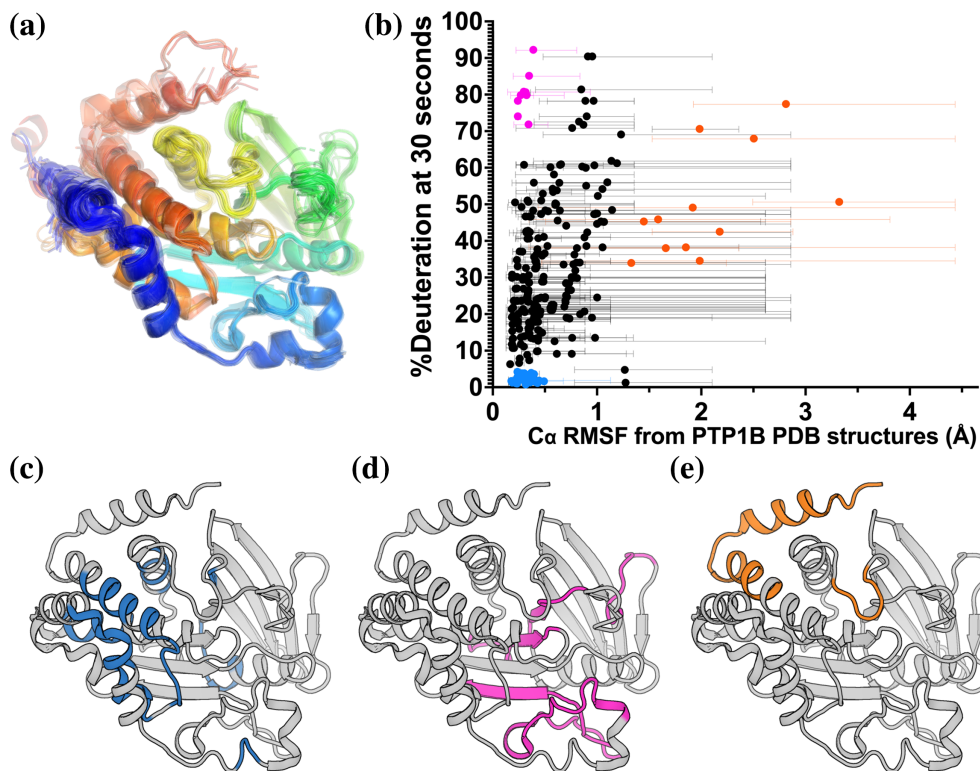 (a)
(b)
%Deuteration at 30 seconds
100
90
80
70
60
50
40
30
20
10
0
0 1 2 3 4
Cα RMSF from PTP1B PDB structures (Å)
(c)
(d)
(e)